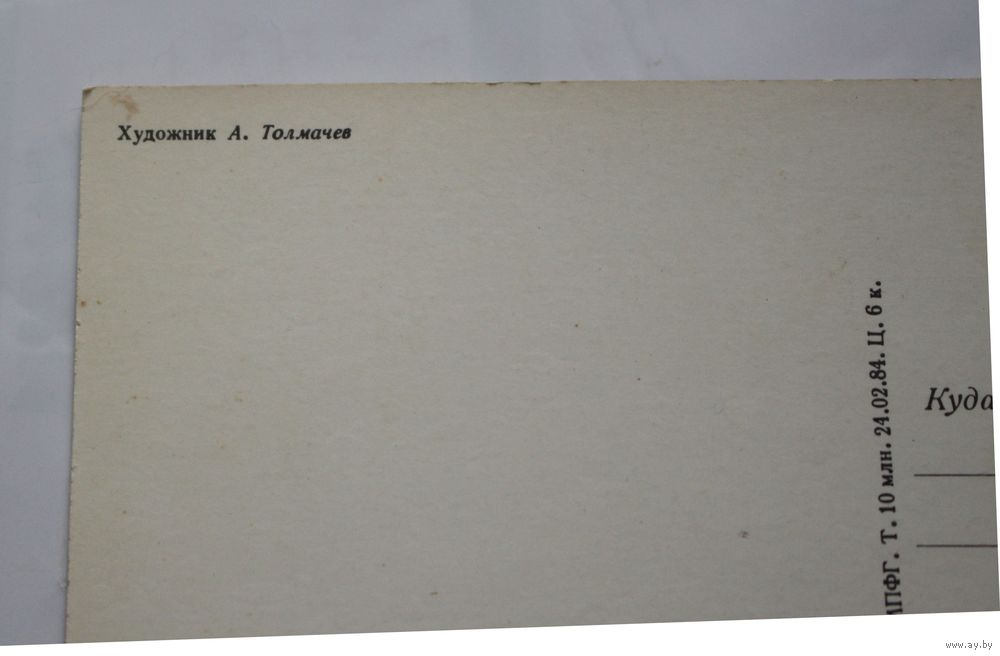 Художник А. Толмачев
Куда
ПФГ. Т. 10 млн. 24.02.84. Ц. 6 к.
www.ay.by